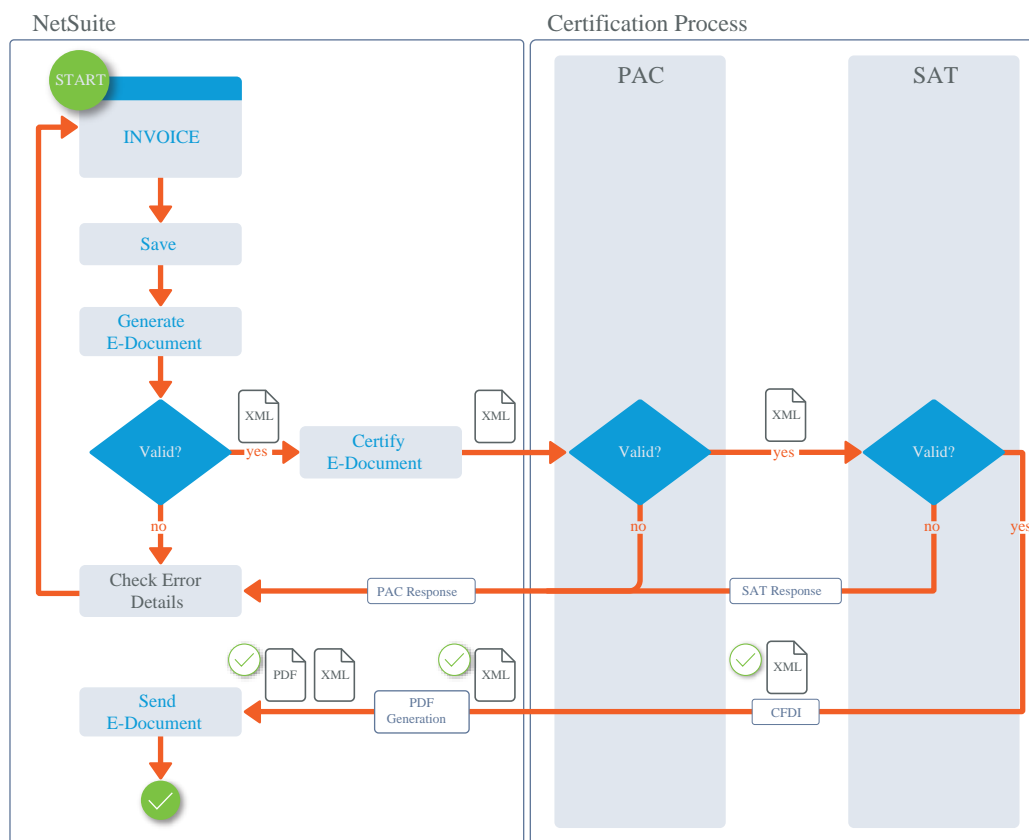 NetSuite
Certification Process
START
PAC
SAT
INVOICE
Save
Generate
E-Document
XML
XML
XML
Valid?
yes
Certify
E-Document
Valid?
yes
Valid?
no
no
no
yes
Check Error
Details
PAC Response
SAT Response
PDF
XML
XML
XML
Send
E-Document
PDF
Generation
CFDI